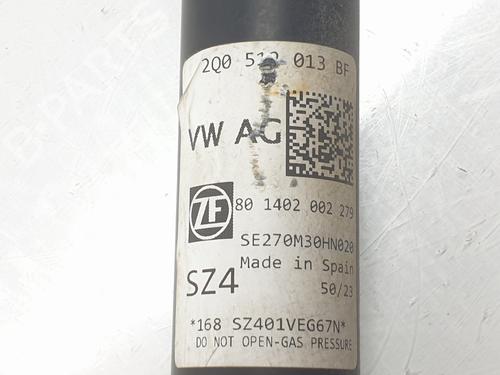 2Q0 512 013 BF
VW AG
ZF
80 1402 002 279
SE270M30HN020
Made in Spain
SZ4
50/23
*168 SZ401VEG67N*
DO NOT OPEN-GAS PRESSURE